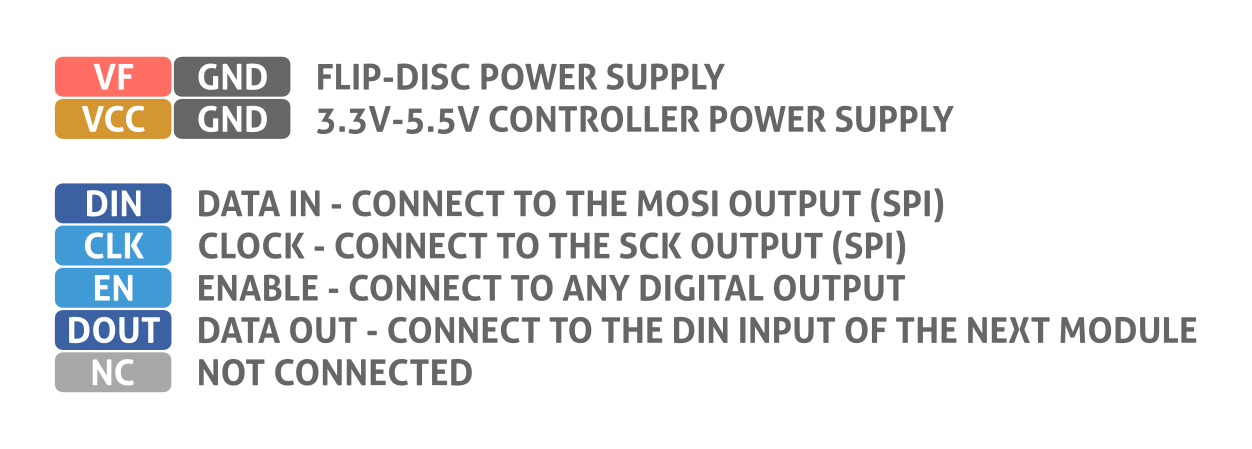 VF GND FLIP-DISC POWER SUPPLY
VCC GND 3.3V-5.5V CONTROLLER POWER SUPPLY
DIN DATA IN - CONNECT TO THE MOSI OUTPUT (SPI)
CLK CLOCK - CONNECT TO THE SCK OUTPUT (SPI)
EN ENABLE - CONNECT TO ANY DIGITAL OUTPUT
DOUT DATA OUT - CONNECT TO THE DIN INPUT OF THE NEXT MODULE
NC NOT CONNECTED